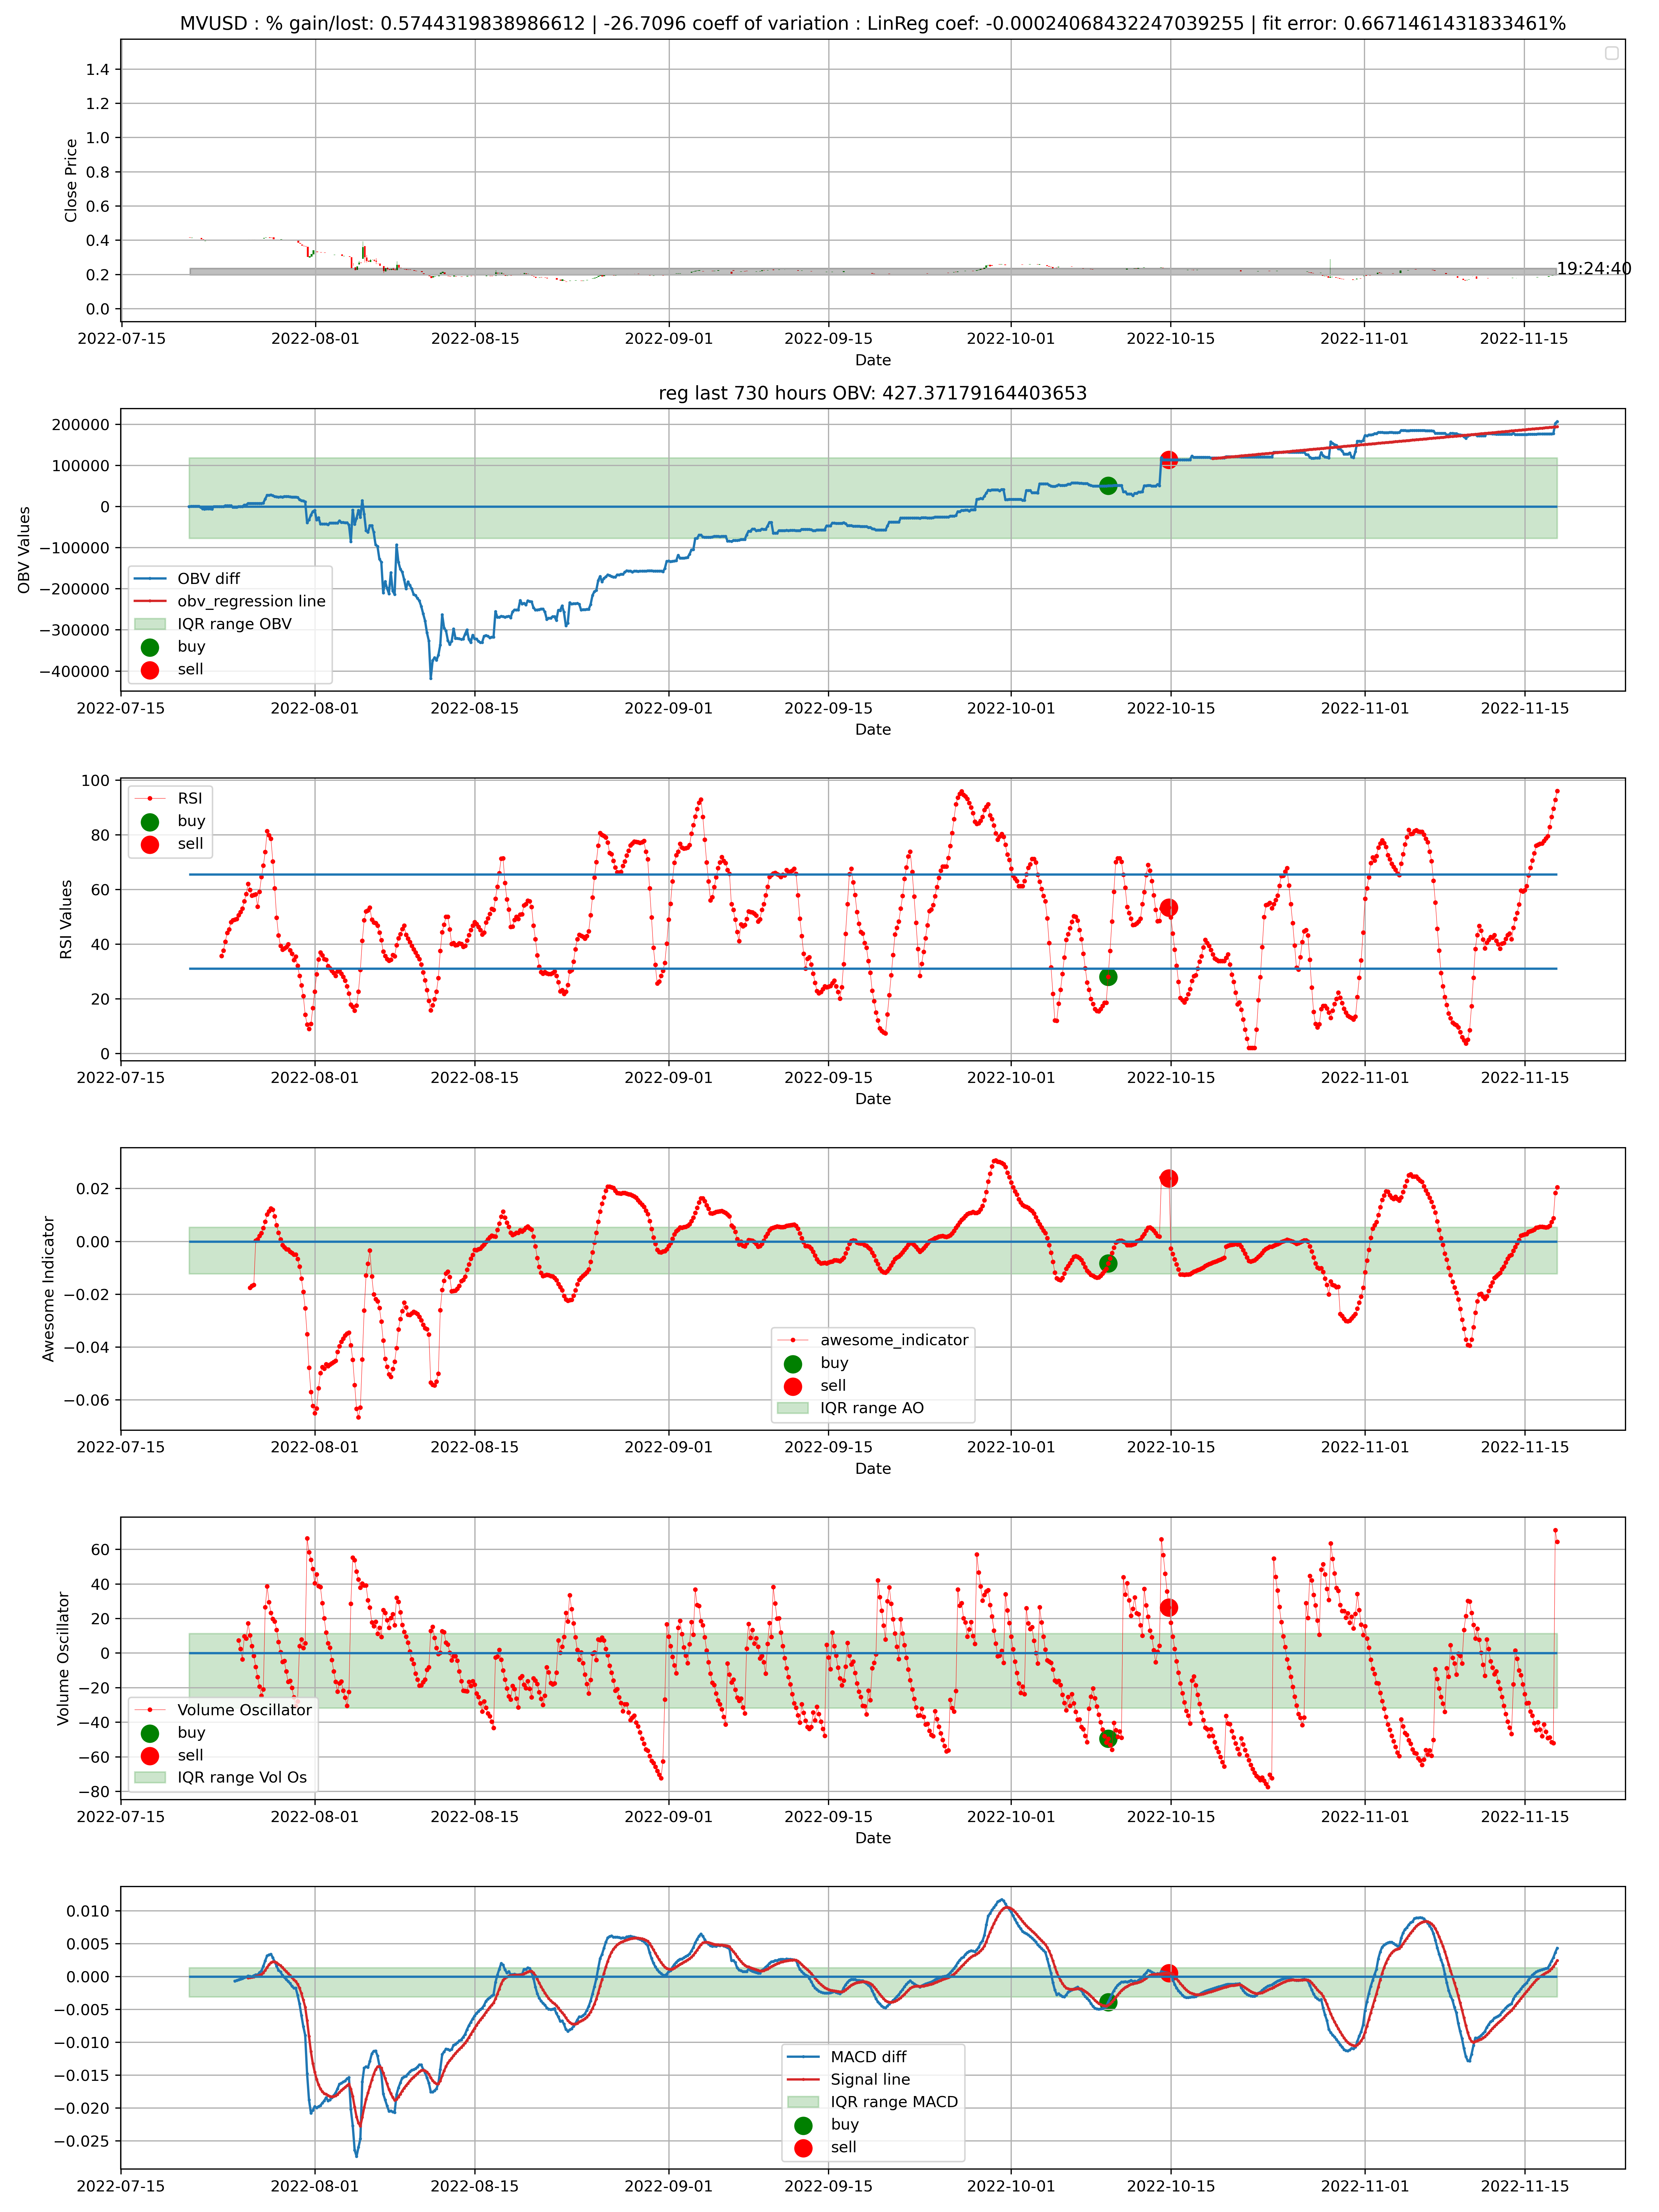 MVUSD : % gain/lost: 0.5744319838986612 | -26.7096 coeff of variation : LinReg coef: -0.00024068432247039255 | fit error: 0.6671461431833461%
Close Price
1.4
1.2
1.0
0.8
0.6
0.4
0.2
0.0
19:24:40
2022-07-15 2022-08-01 2022-08-15 2022-09-01 2022-09-15 2022-10-01 2022-10-15 2022-11-01 2022-11-15
Date
reg last 730 hours OBV: 427.37179164403653
OBV Values
200000
100000
0
−100000
−200000
−300000
−400000
OBV diff
obv_regression line
IQR range OBV
buy
sell
2022-07-15 2022-08-01 2022-08-15 2022-09-01 2022-09-15 2022-10-01 2022-10-15 2022-11-01 2022-11-15
Date
RSI Values
100
80
60
40
20
0
RSI
buy
sell
2022-07-15 2022-08-01 2022-08-15 2022-09-01 2022-09-15 2022-10-01 2022-10-15 2022-11-01 2022-11-15
Date
Awesome Indicator
0.02
0.00
−0.02
−0.04
−0.06
awesome_indicator
buy
sell
IQR range AO
2022-07-15 2022-08-01 2022-08-15 2022-09-01 2022-09-15 2022-10-01 2022-10-15 2022-11-01 2022-11-15
Date
Volume Oscillator
60
40
20
0
−20
−40
−60
−80
Volume Oscillator
buy
sell
IQR range Vol Os
2022-07-15 2022-08-01 2022-08-15 2022-09-01 2022-09-15 2022-10-01 2022-10-15 2022-11-01 2022-11-15
Date
0.010
0.005
0.000
−0.005
−0.010
−0.015
−0.020
−0.025
MACD diff
Signal line
IQR range MACD
buy
sell
2022-07-15 2022-08-01 2022-08-15 2022-09-01 2022-09-15 2022-10-01 2022-10-15 2022-11-01 2022-11-15